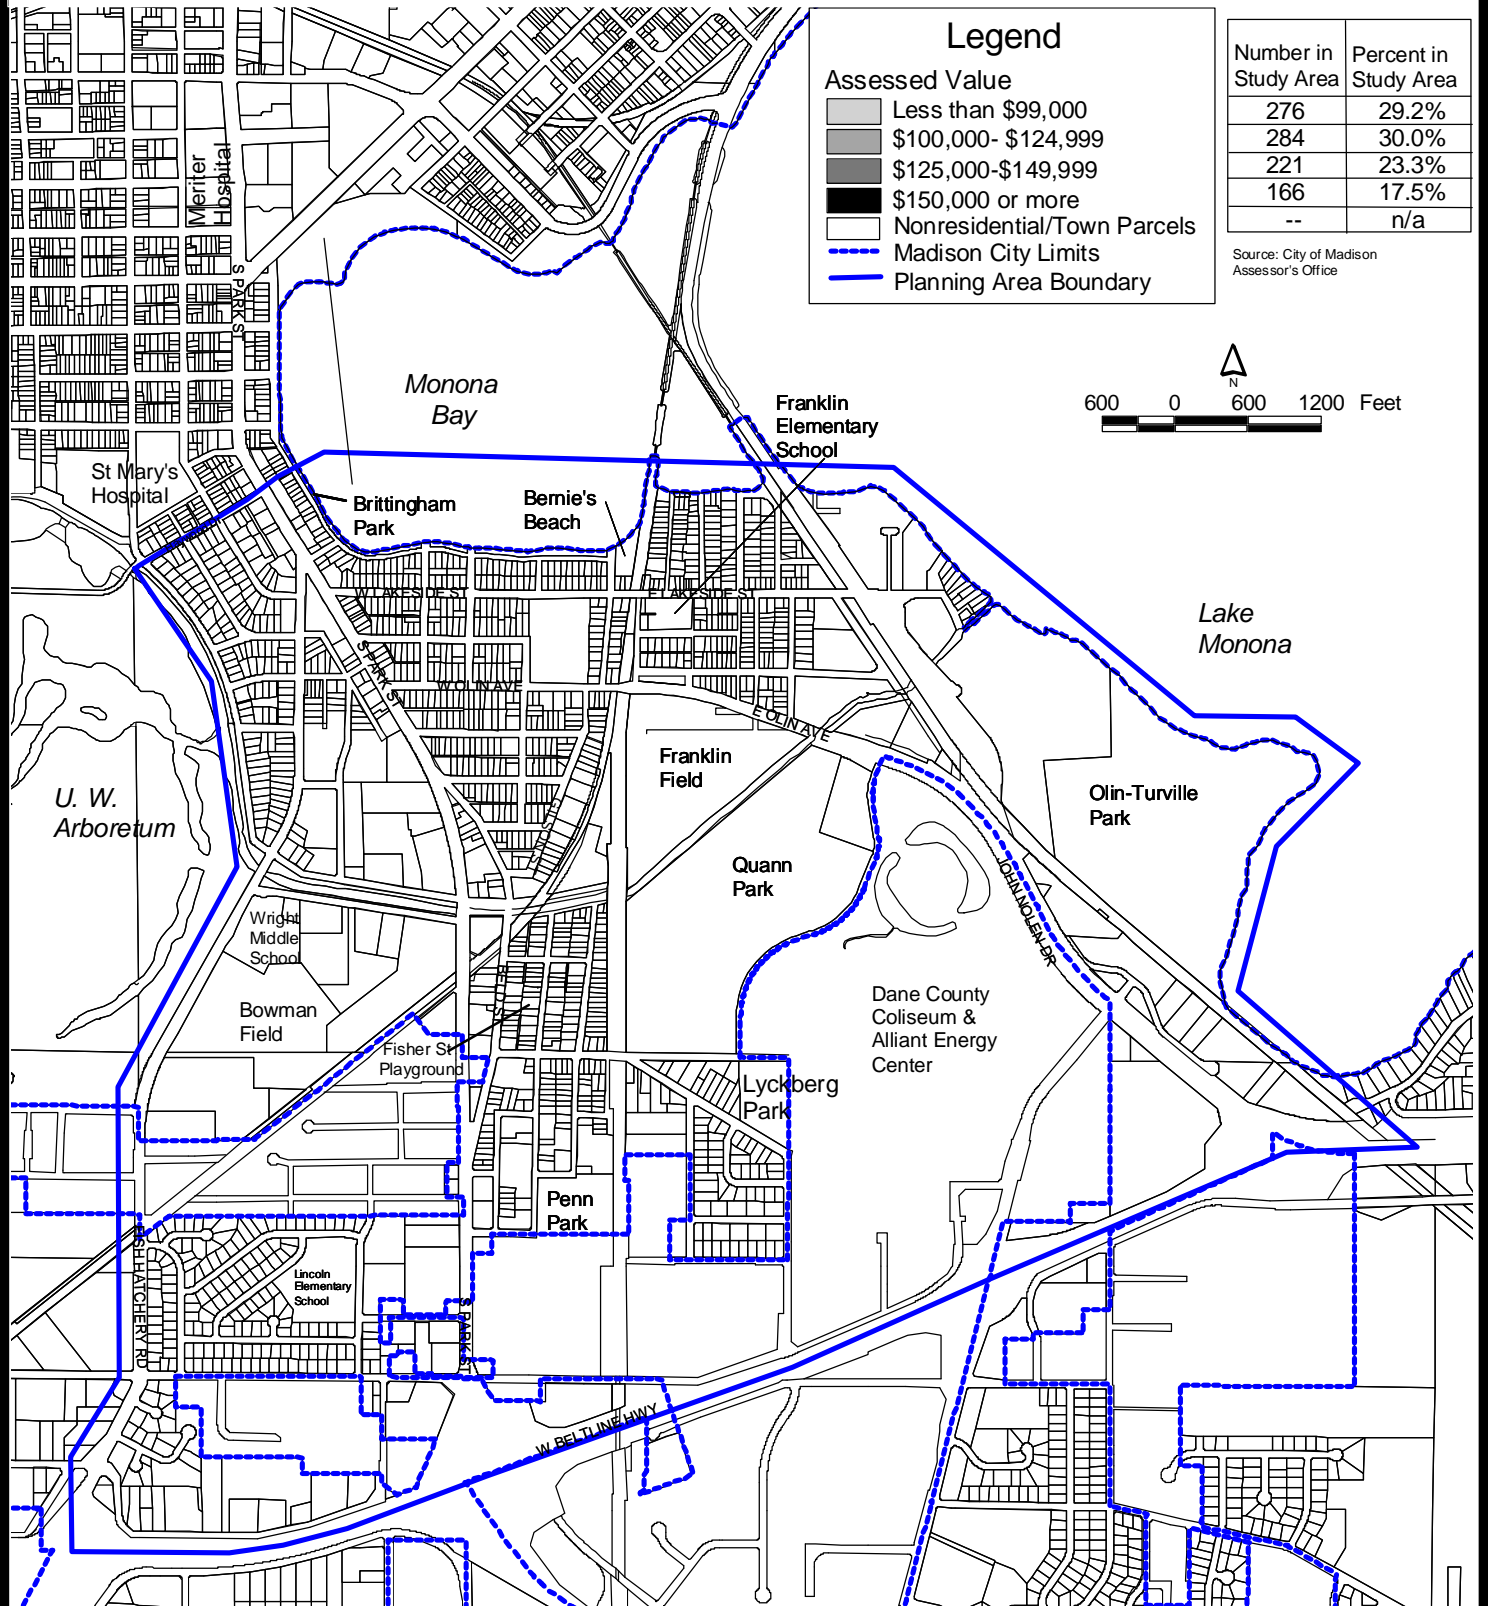 Legend
Assessed Value
Less than $99,000
$100,000- $124,999
$125,000-$149,999
$150,000 or more
Nonresidential/Town Parcels
Madison City Limits
Planning Area Boundary
Number in Study Area
Percent in Study Area
276 29.2%
284 30.0%
221 23.3%
166 17.5%
-- n/a
Source: City of Madison
Assessor's Office
N
600 0 600 1200 Feet
Meriter
Hospital
S PARK ST
Monona
Bay
Franklin
Elementary
School
St Mary's
Hospital
Brittingham
Park
Bernie's
Beach
W LAKESIDE ST
E LAKESIDE ST
Lake
Monona
S PARK ST
W OLIN AVE
E OLIN AVE
Franklin
Field
U. W.
Arboretum
Olin-Turville
Park
Quann
Park
JOHN NOLEN DR
Wright
Middle
School
Bowman
Field
Dane County
Coliseum &
Alliant Energy
Center
Fisher St
Playground
Lyckberg
Park
Penn
Park
FISH HATCHERY RD
Lincoln
Elementary
School
S PARK ST
W BELTLINE HWY